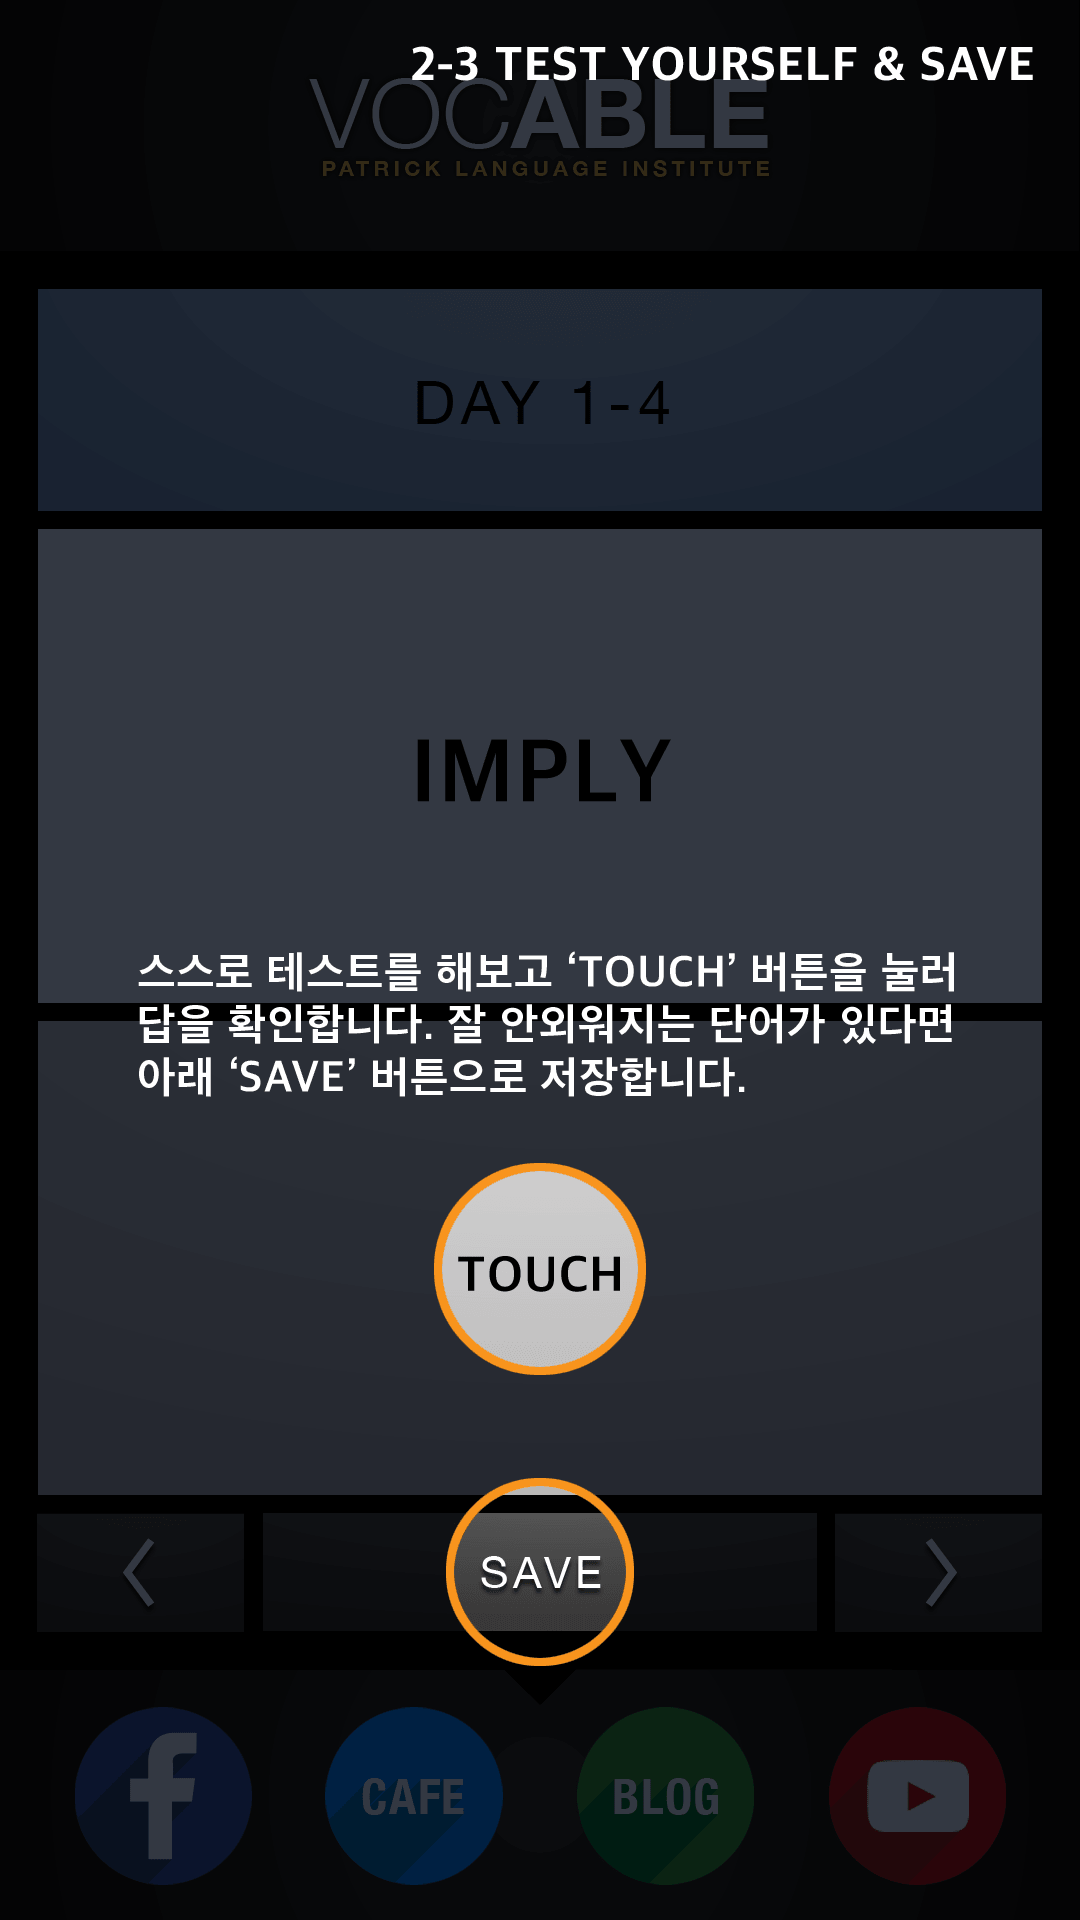 2-3 TEST YOURSELF & SAVE
VOCABLE
PATRICK LANGUAGE INSTITUTE
DAY 1-4
IMPLY
스스로 테스트를 해보고 ‘TOUCH’ 버튼을 눌러
답을 확인합니다. 잘 안외워지는 단어가 있다면
아래 ‘SAVE’ 버튼으로 저장합니다.
TOUCH
SAVE
CAFE
BLOG